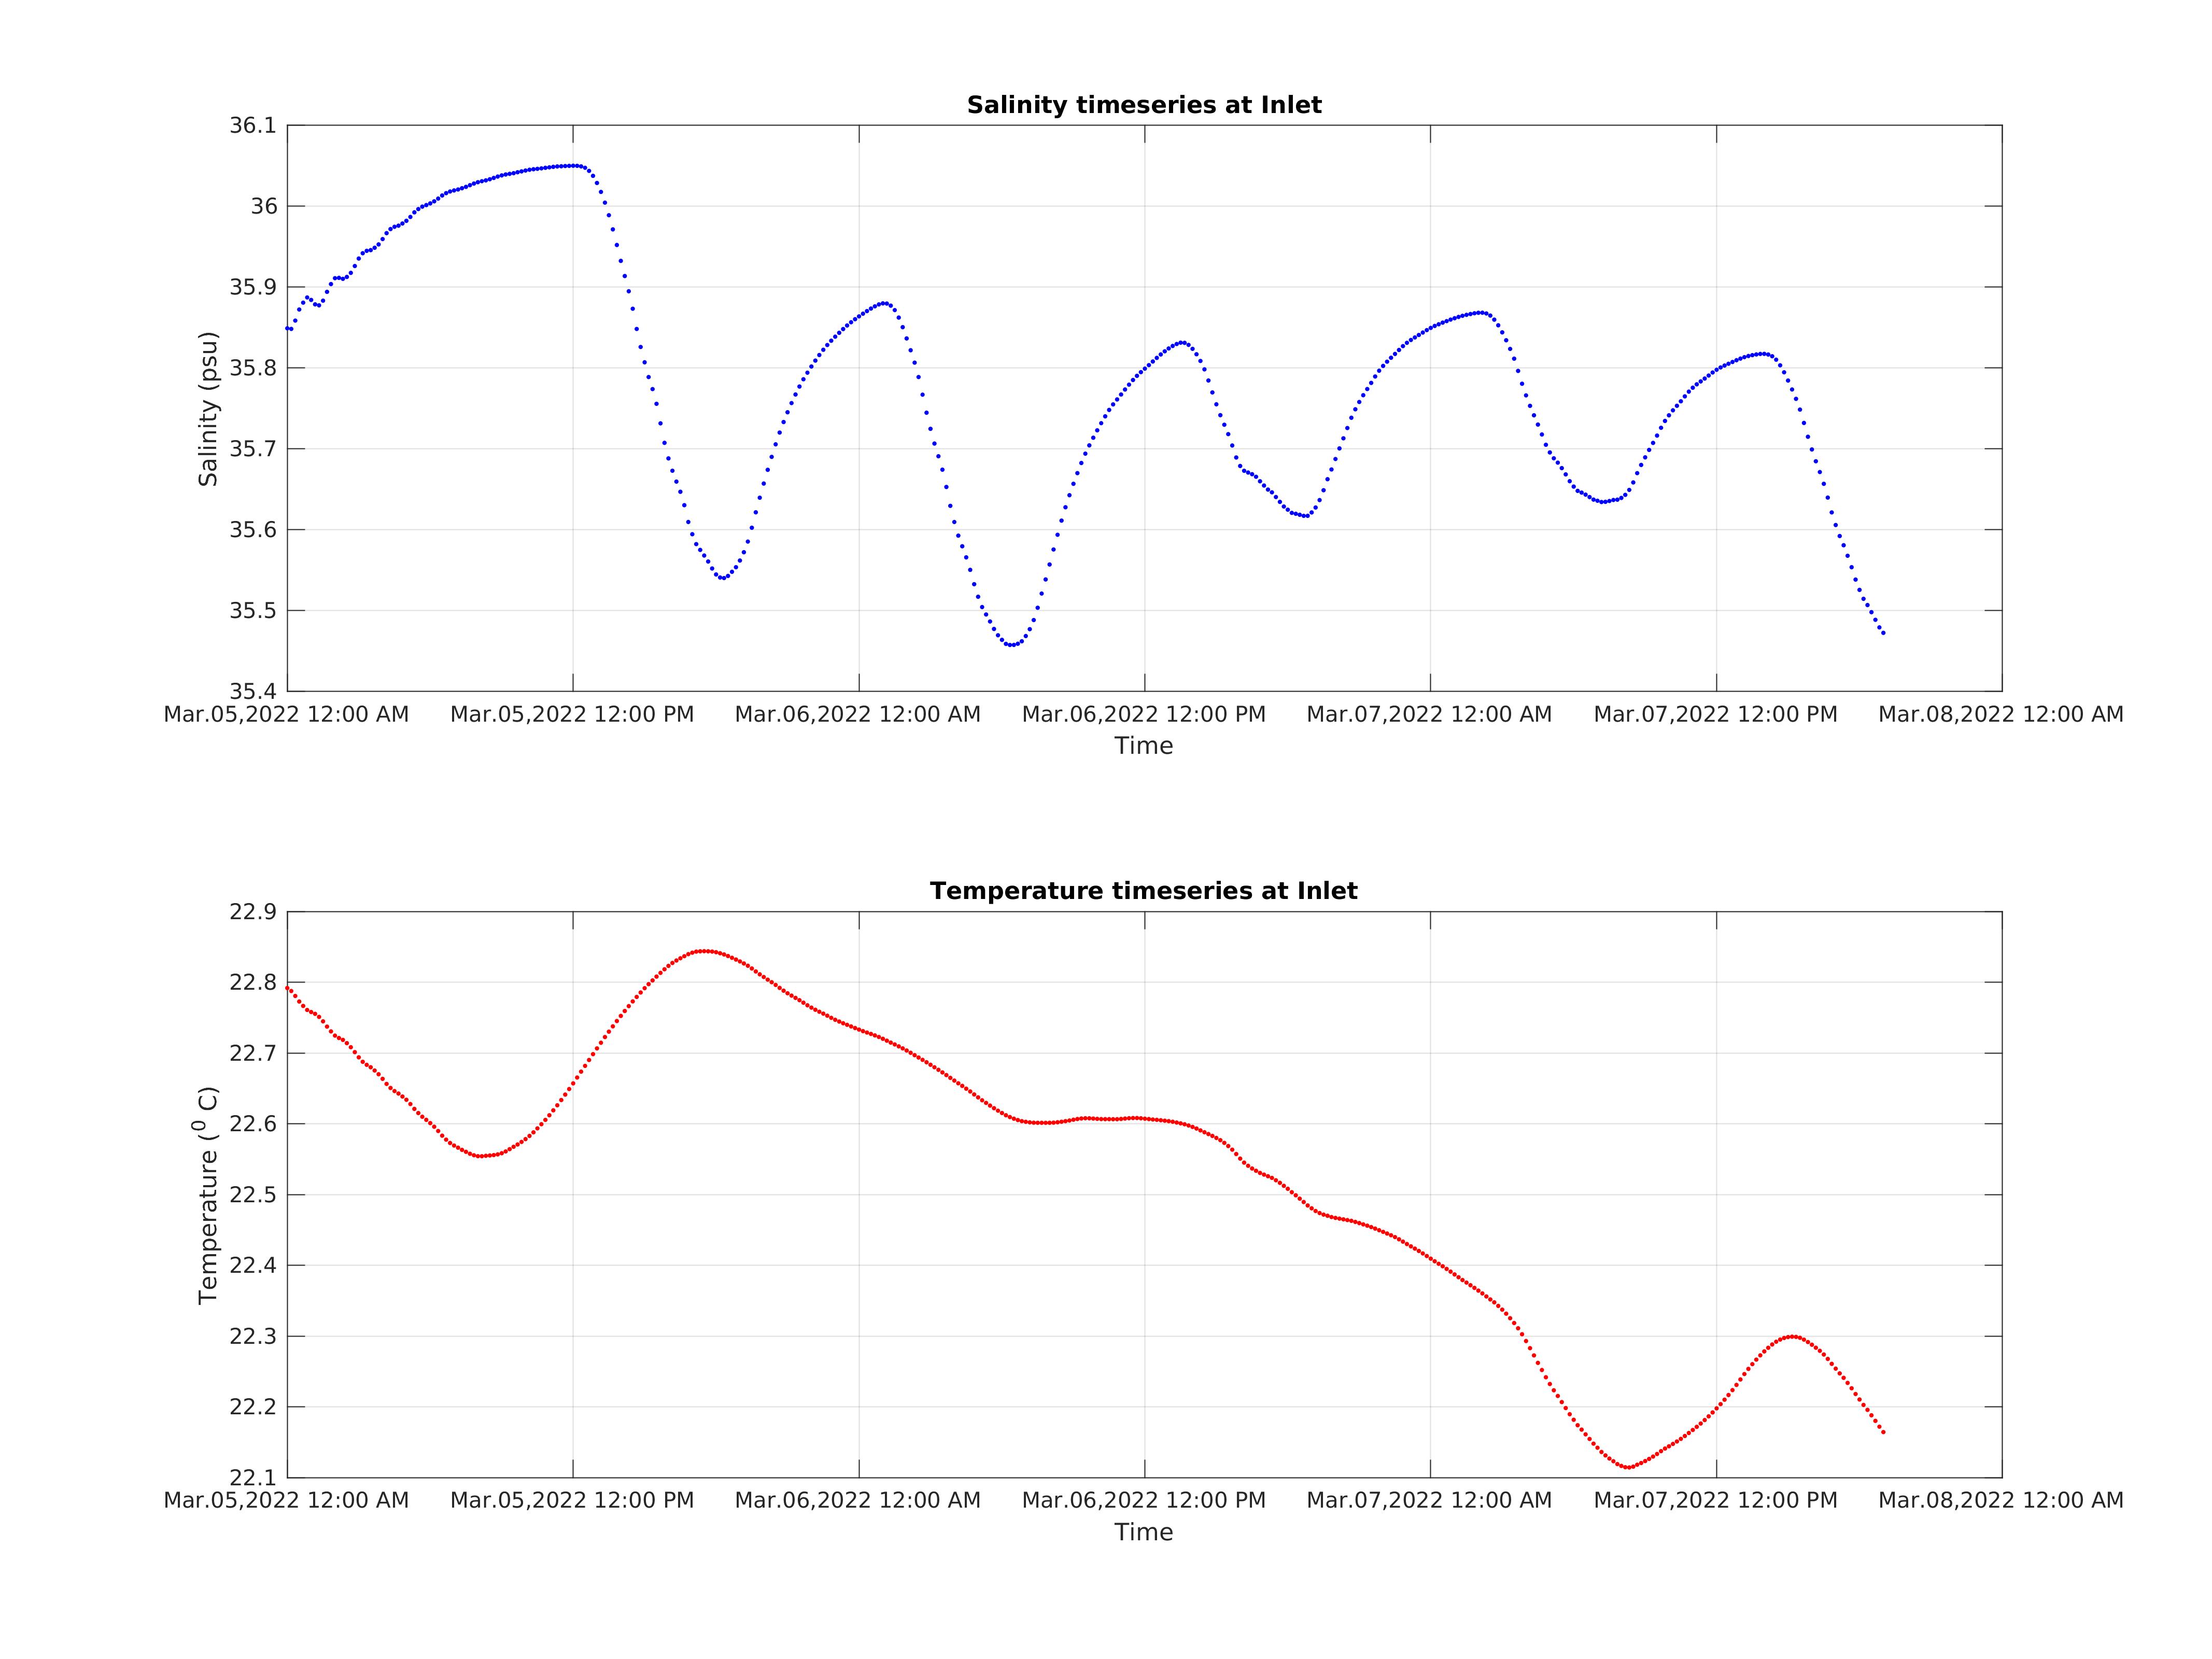 Salinity timeseries at Inlet
36.1
36
35.9
35.8
35.7
35.6
35.5
35.4
Salinity (psu)
Mar.05,2022 12:00 AM Mar.05,2022 12:00 PM Mar.06,2022 12:00 AM Mar.06,2022 12:00 PM Mar.07,2022 12:00 AM Mar.07,2022 12:00 PM Mar.08,2022 12:00 AM
Time
Temperature timeseries at Inlet
22.9
22.8
22.7
22.6
22.5
22.4
22.3
22.2
22.1
Temperature (⁰ C)
Mar.05,2022 12:00 AM Mar.05,2022 12:00 PM Mar.06,2022 12:00 AM Mar.06,2022 12:00 PM Mar.07,2022 12:00 AM Mar.07,2022 12:00 PM Mar.08,2022 12:00 AM
Time